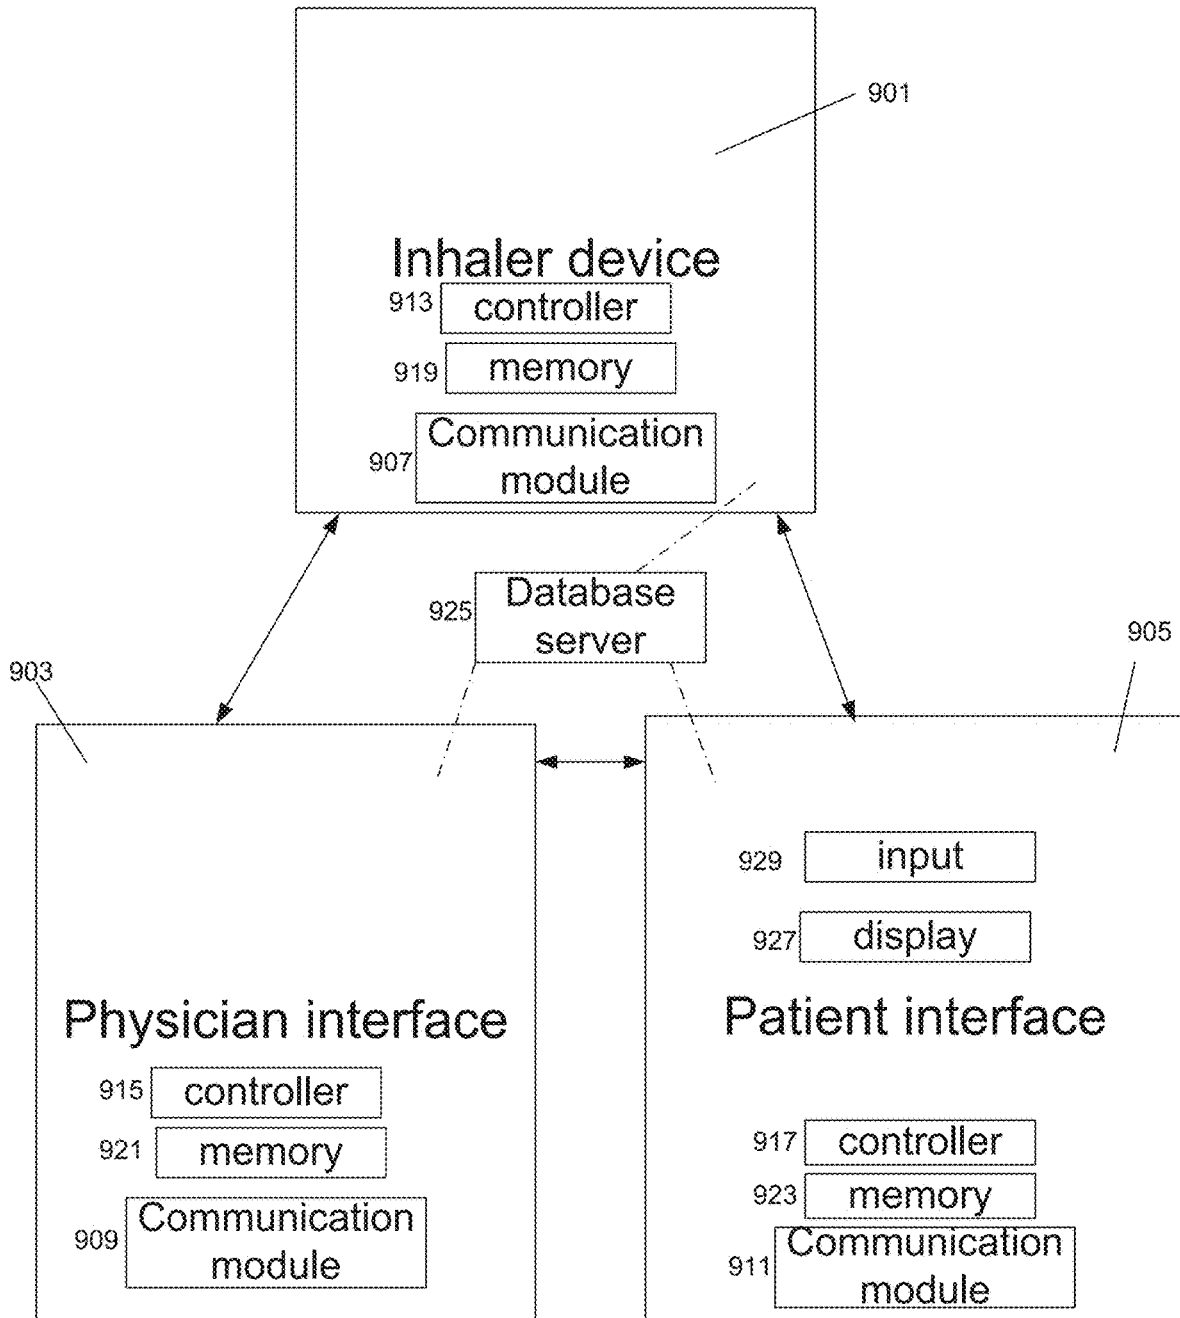 901
Inhaler device
913 controller
919 memory
Communication
907 module
Database
925 server
905
903
929 input
927 display
Physician interface
Patient interface
915 controller
921 memory
Communication
909 module
917 controller
923 memory
Communication
911 module